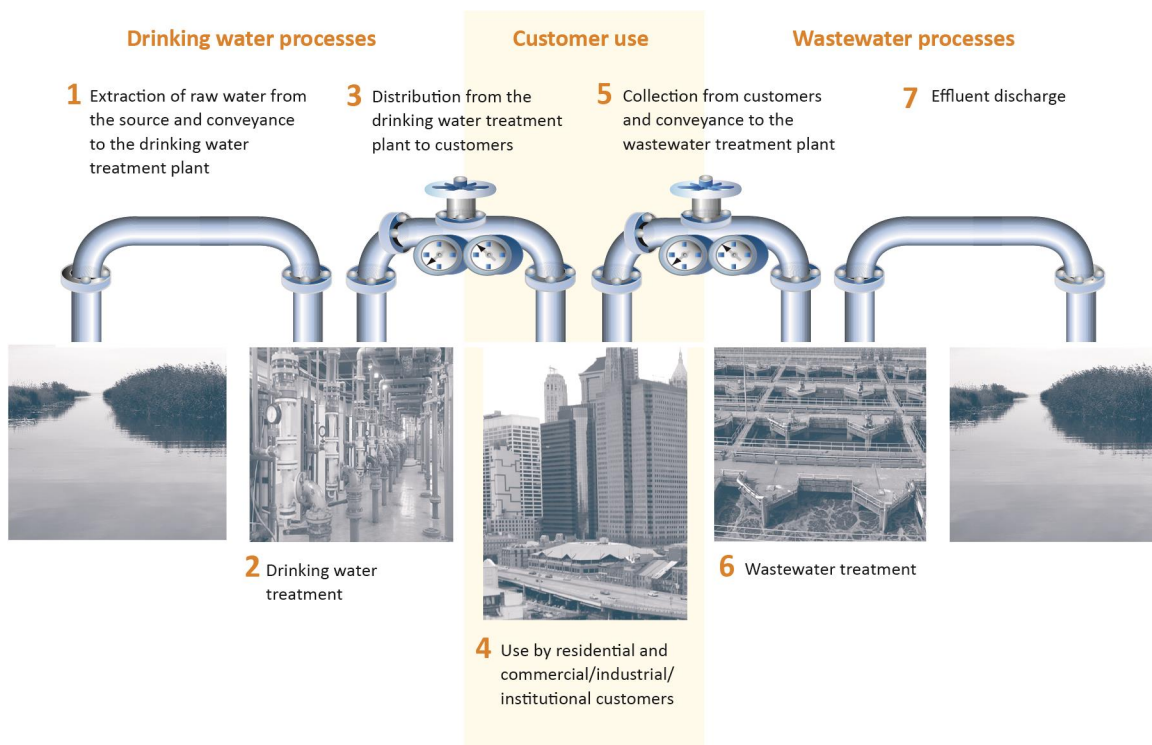 Drinking water processes
Customer use
Wastewater processes
1 Extraction of raw water from
the source and conveyance
to the drinking water
treatment plant
3 Distribution from the
drinking water treatment
plant to customers
5 Collection from customers
and conveyance to the
wastewater treatment plant
7 Effluent discharge
2 Drinking water
treatment
6 Wastewater treatment
4 Use by residential and
commercial/industrial/
institutional customers